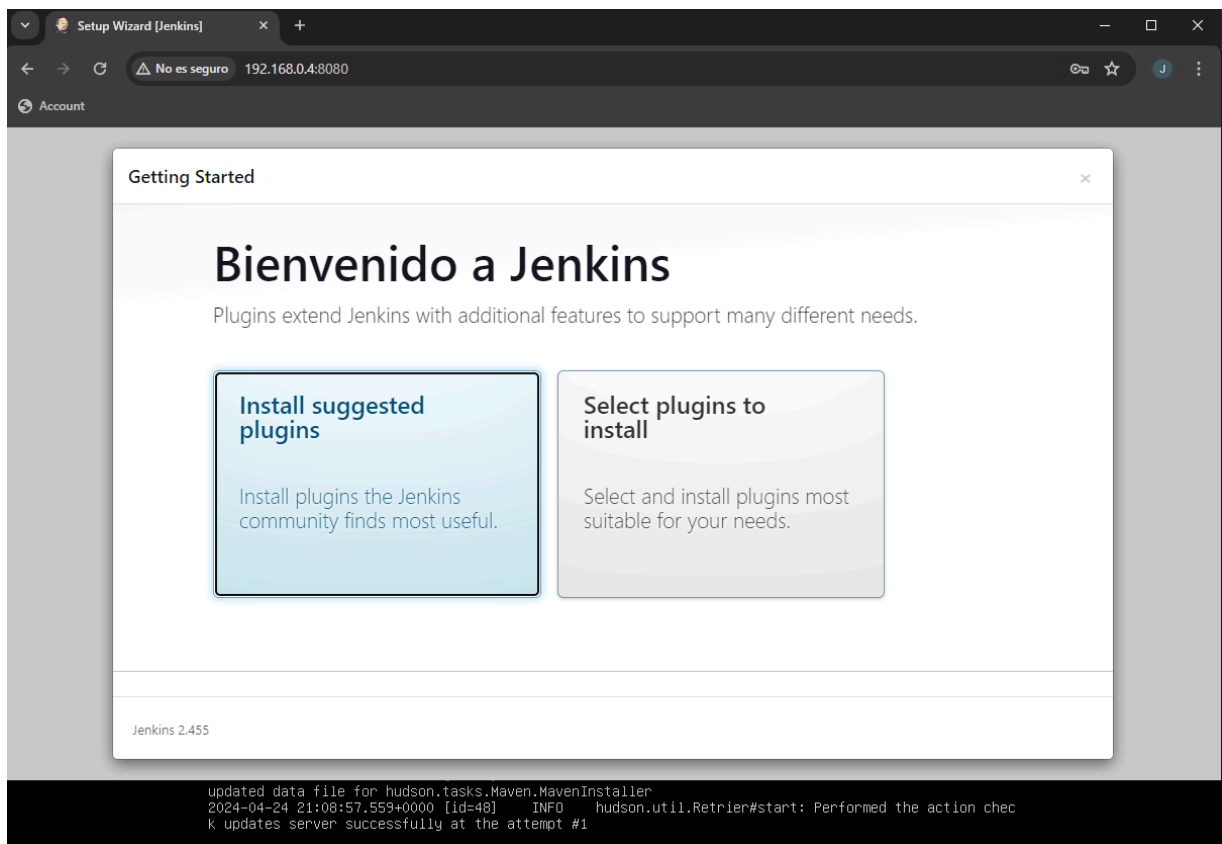 Setup Wizard [Jenkins]
No es seguro 192.168.0.4:8080
J
Account
Getting Started
Bienvenido a Jenkins
Plugins extend Jenkins with additional features to support many different needs.
Install suggested
plugins
Install plugins the Jenkins
community finds most useful.
Select plugins to
install
Select and install plugins most
suitable for your needs.
Jenkins 2.455
updated data file for hudson.tasks.Maven.MavenInstaller
2024-04-24 21:08:57.559+0000 [id=48] INFO hudson.util.Retrier#start: Performed the action chec
k updates server successfully at the attempt #1